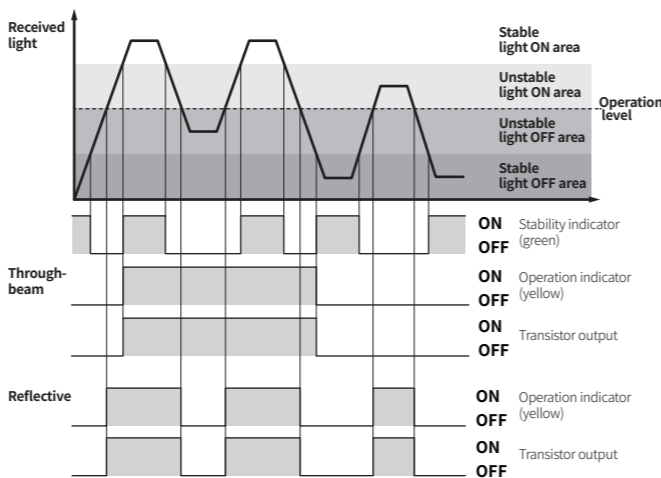 Received
light
Stable
light ON area
Unstable
light ON area
Operation
level
Unstable
light OFF area
Stable
light OFF area
ON
OFF
Stability indicator
(green)
Through-
beam
ON
OFF
Operation indicator
(yellow)
ON
OFF
Transistor output
Reflective
ON
OFF
Operation indicator
(yellow)
ON
OFF
Transistor output